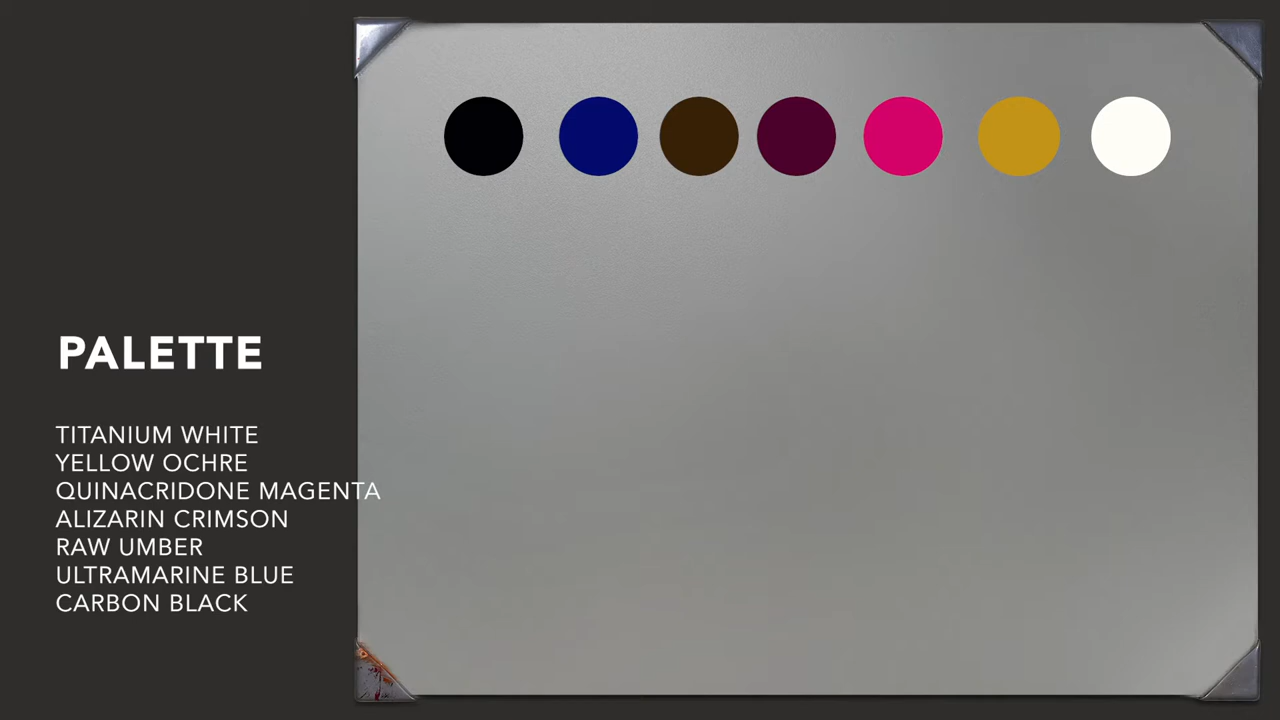 PALETTE
TITANIUM WHITE
YELLOW OCHRE
QUINACRIDONE MAGENTA
ALIZARIN CRIMSON
RAW UMBER
ULTRAMARINE BLUE
CARBON BLACK